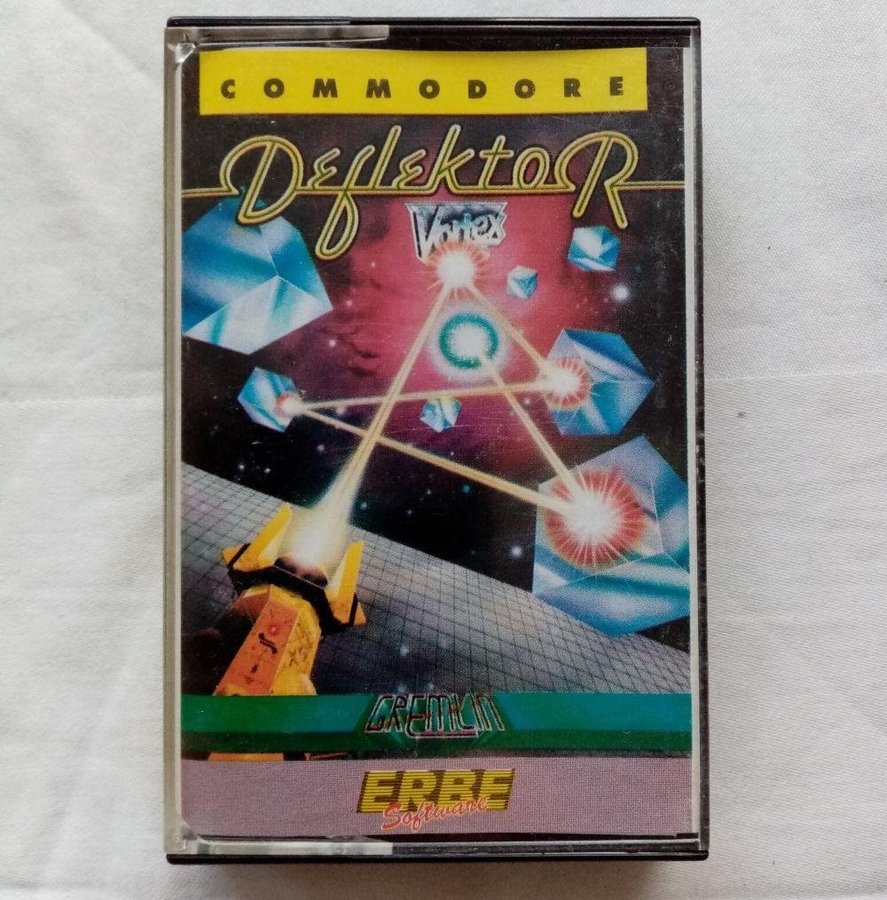 COMMODORE
DEFLEKTOR
Vortex
GREMLIN
ERBE
Software